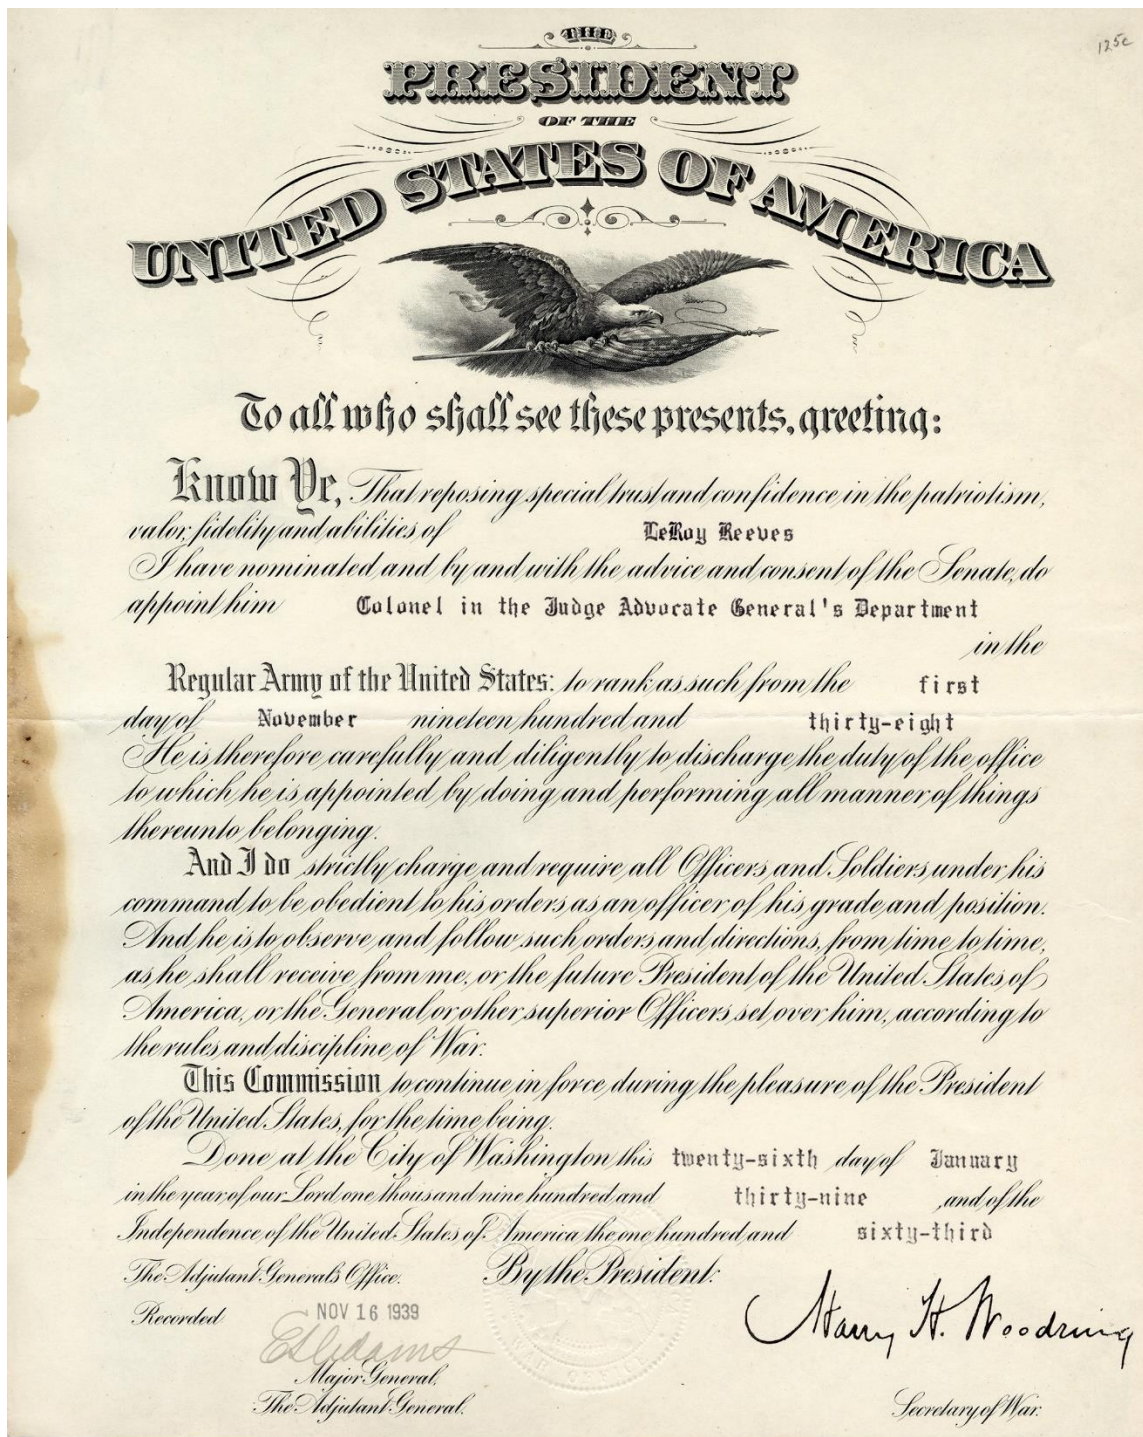 125c
THE
PRESIDENT
OF THE
UNITED STATES OF AMERICA
To all who shall see these presents, greeting:
Know Ye, That reposing special trust and confidence in the patriotism,
valor, fidelity and abilities of LeRoy Reeves
I have nominated and by and with the advice and consent of the Senate, do
appoint him Colonel in the Judge Advocate General's Department
in the
Regular Army of the United States: to rank as such from the first
day of November nineteen hundred and thirty-eight
He is therefore carefully and diligently to discharge the duty of the office
to which he is appointed by doing and performing all manner of things
thereunto belonging.
And I do strictly charge and require all Officers and Soldiers under his
command to be obedient to his orders as an officer of his grade and position.
And he is to observe and follow such orders and directions, from time to time,
as he shall receive from me, or the future President of the United States of
America, or the General or other superior Officers set over him, according to
the rules and discipline of War.
This Commission to continue in force during the pleasure of the President
of the United States, for the time being.
Done at the City of Washington this twenty-sixth day of January
in the year of our Lord one thousand nine hundred and thirty-nine , and of the
Independence of the United States of America the one hundred and sixty-third
The Adjutant General's Office. By the President:
Recorded NOV 16 1939
E S Adams
Harry H. Woodring
Major General,
The Adjutant General.
Secretary of War.